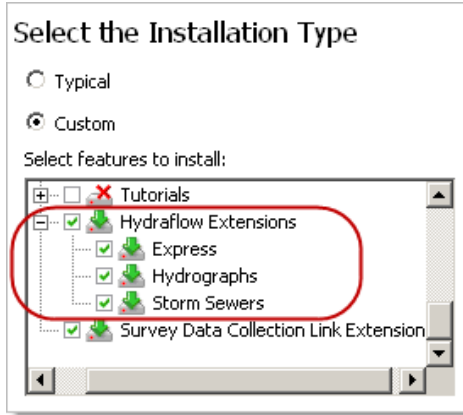 Select the Installation Type
Typical
Custom
Select features to install:
Tutorials
Hydraflow Extensions
Express
Hydrographs
Storm Sewers
Survey Data Collection Link Extension